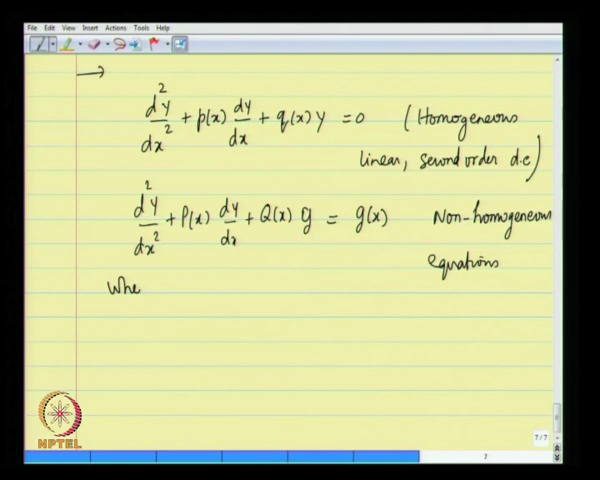 File Edit View Insert Actions Tools Help
→
d²y/dx² + p(x) dy/dx + q(x) y = 0 (Homogeneous
linear, second order d.e)
d²y/dx² + P(x) dy/dx + Q(x) y = g(x) Non-homogeneous
equations
Whe
NPTEL
7/7
7